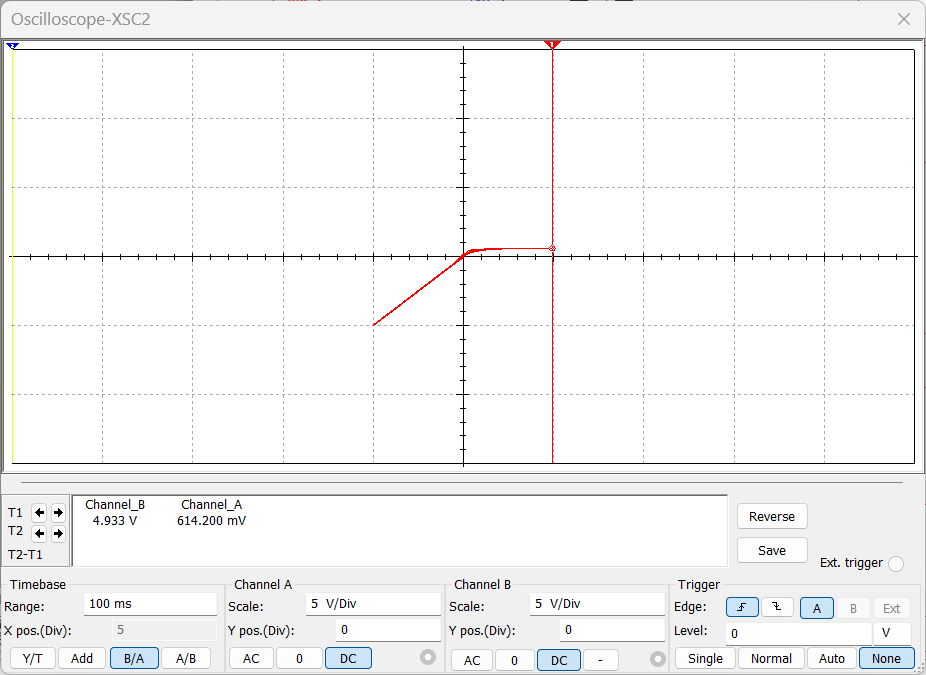 Oscilloscope-XSC2
2
1
T1
T2
T2-T1
Channel_B Channel_A
4.933 V 614.200 mV
Reverse
Save
Ext. trigger
Timebase
Range: 100 ms
X pos.(Div): 5
Y/T Add B/A A/B
Channel A
Scale: 5 V/Div
Y pos.(Div): 0
AC 0 DC
Channel B
Scale: 5 V/Div
Y pos.(Div): 0
AC 0 DC -
Trigger
Edge: A B Ext
Level: 0 V
Single Normal Auto None